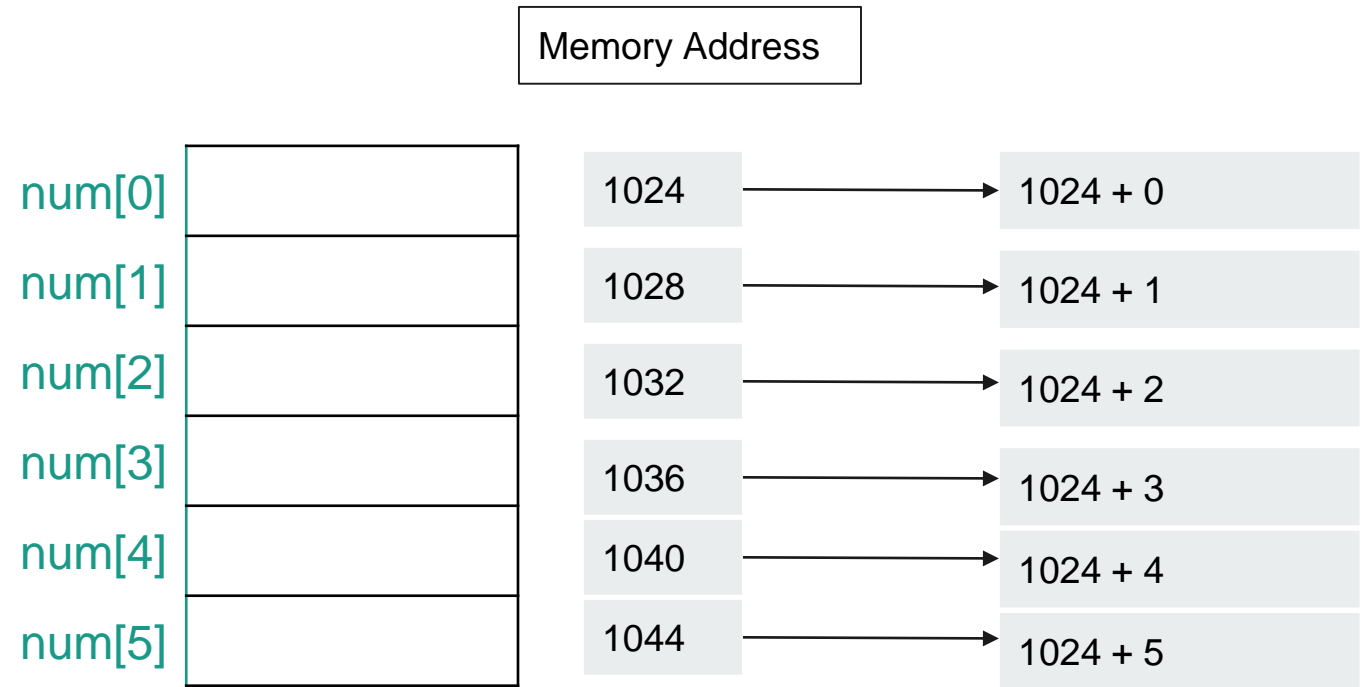 Memory Address
num[0] 1024 1024 + 0
num[1] 1028 1024 + 1
num[2] 1032 1024 + 2
num[3] 1036 1024 + 3
num[4] 1040 1024 + 4
num[5] 1044 1024 + 5